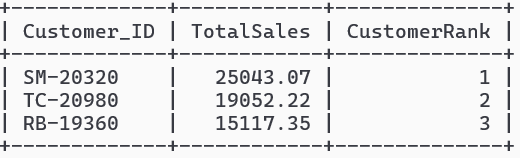 +-------------+------------+--------------+
| Customer_ID | TotalSales | CustomerRank |
+-------------+------------+--------------+
| SM-20320    |   25043.07 |            1 |
| TC-20980    |   19052.22 |            2 |
| RB-19360    |   15117.35 |            3 |
+-------------+------------+--------------+